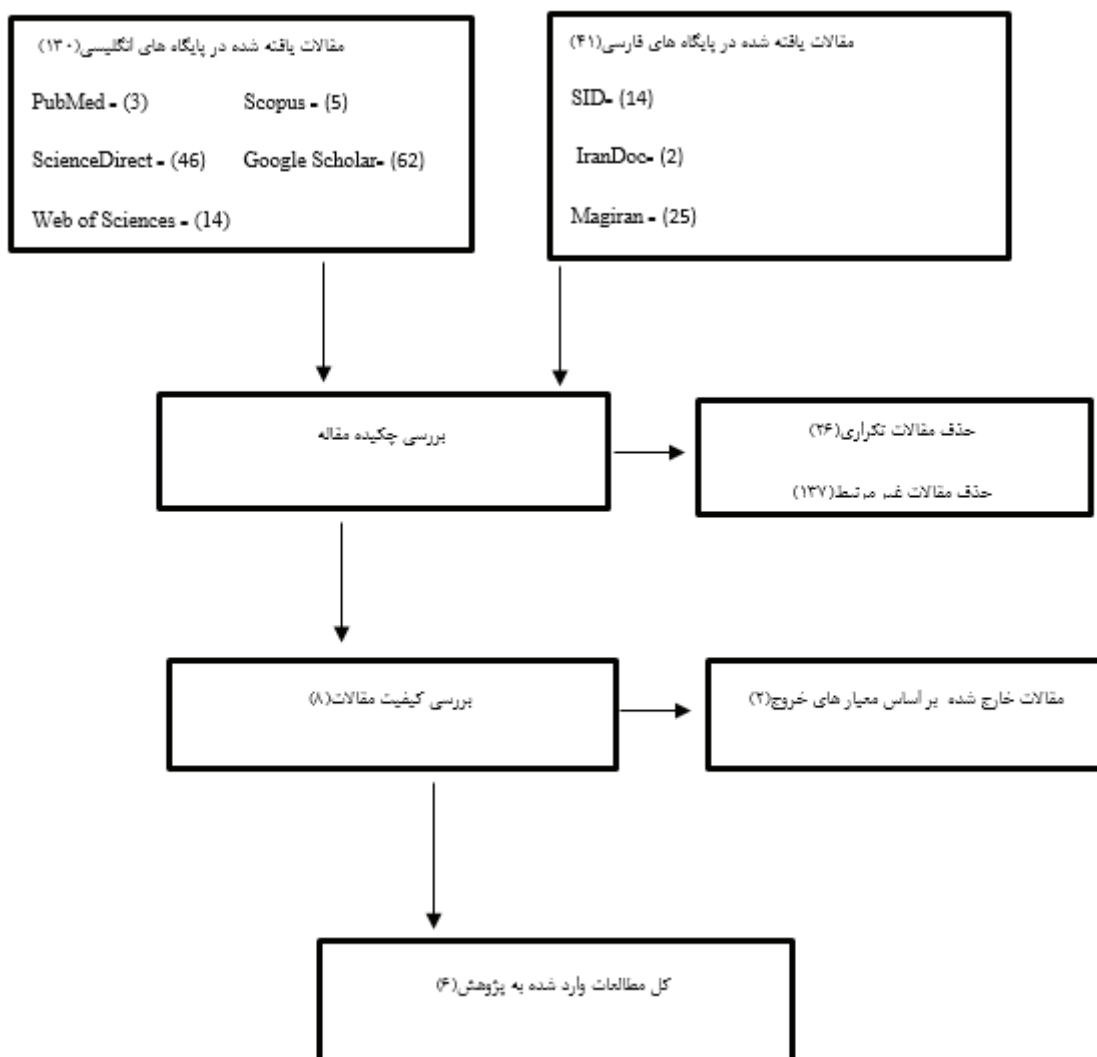 مقالات یافته شده در پایگاه های انگلیسی(۱۳۰)
PubMed - (3) Scopus - (5)
ScienceDirect - (46) Google Scholar- (62)
Web of Sciences - (14)
مقالات یافته شده در پایگاه های فارسی(۴۱)
SID- (14)
IranDoc- (2)
Magiran - (25)
بررسی چکیده مقاله
حذف مقالات تکراری(۲۶)
حذف مقالات غیر مرتبط(۱۳۷)
بررسی کیفیت مقالات(۸)
مقالات خارج شده بر اساس معیار های خروج(۲)
کل مطالعات وارد شده به پژوهش(۶)